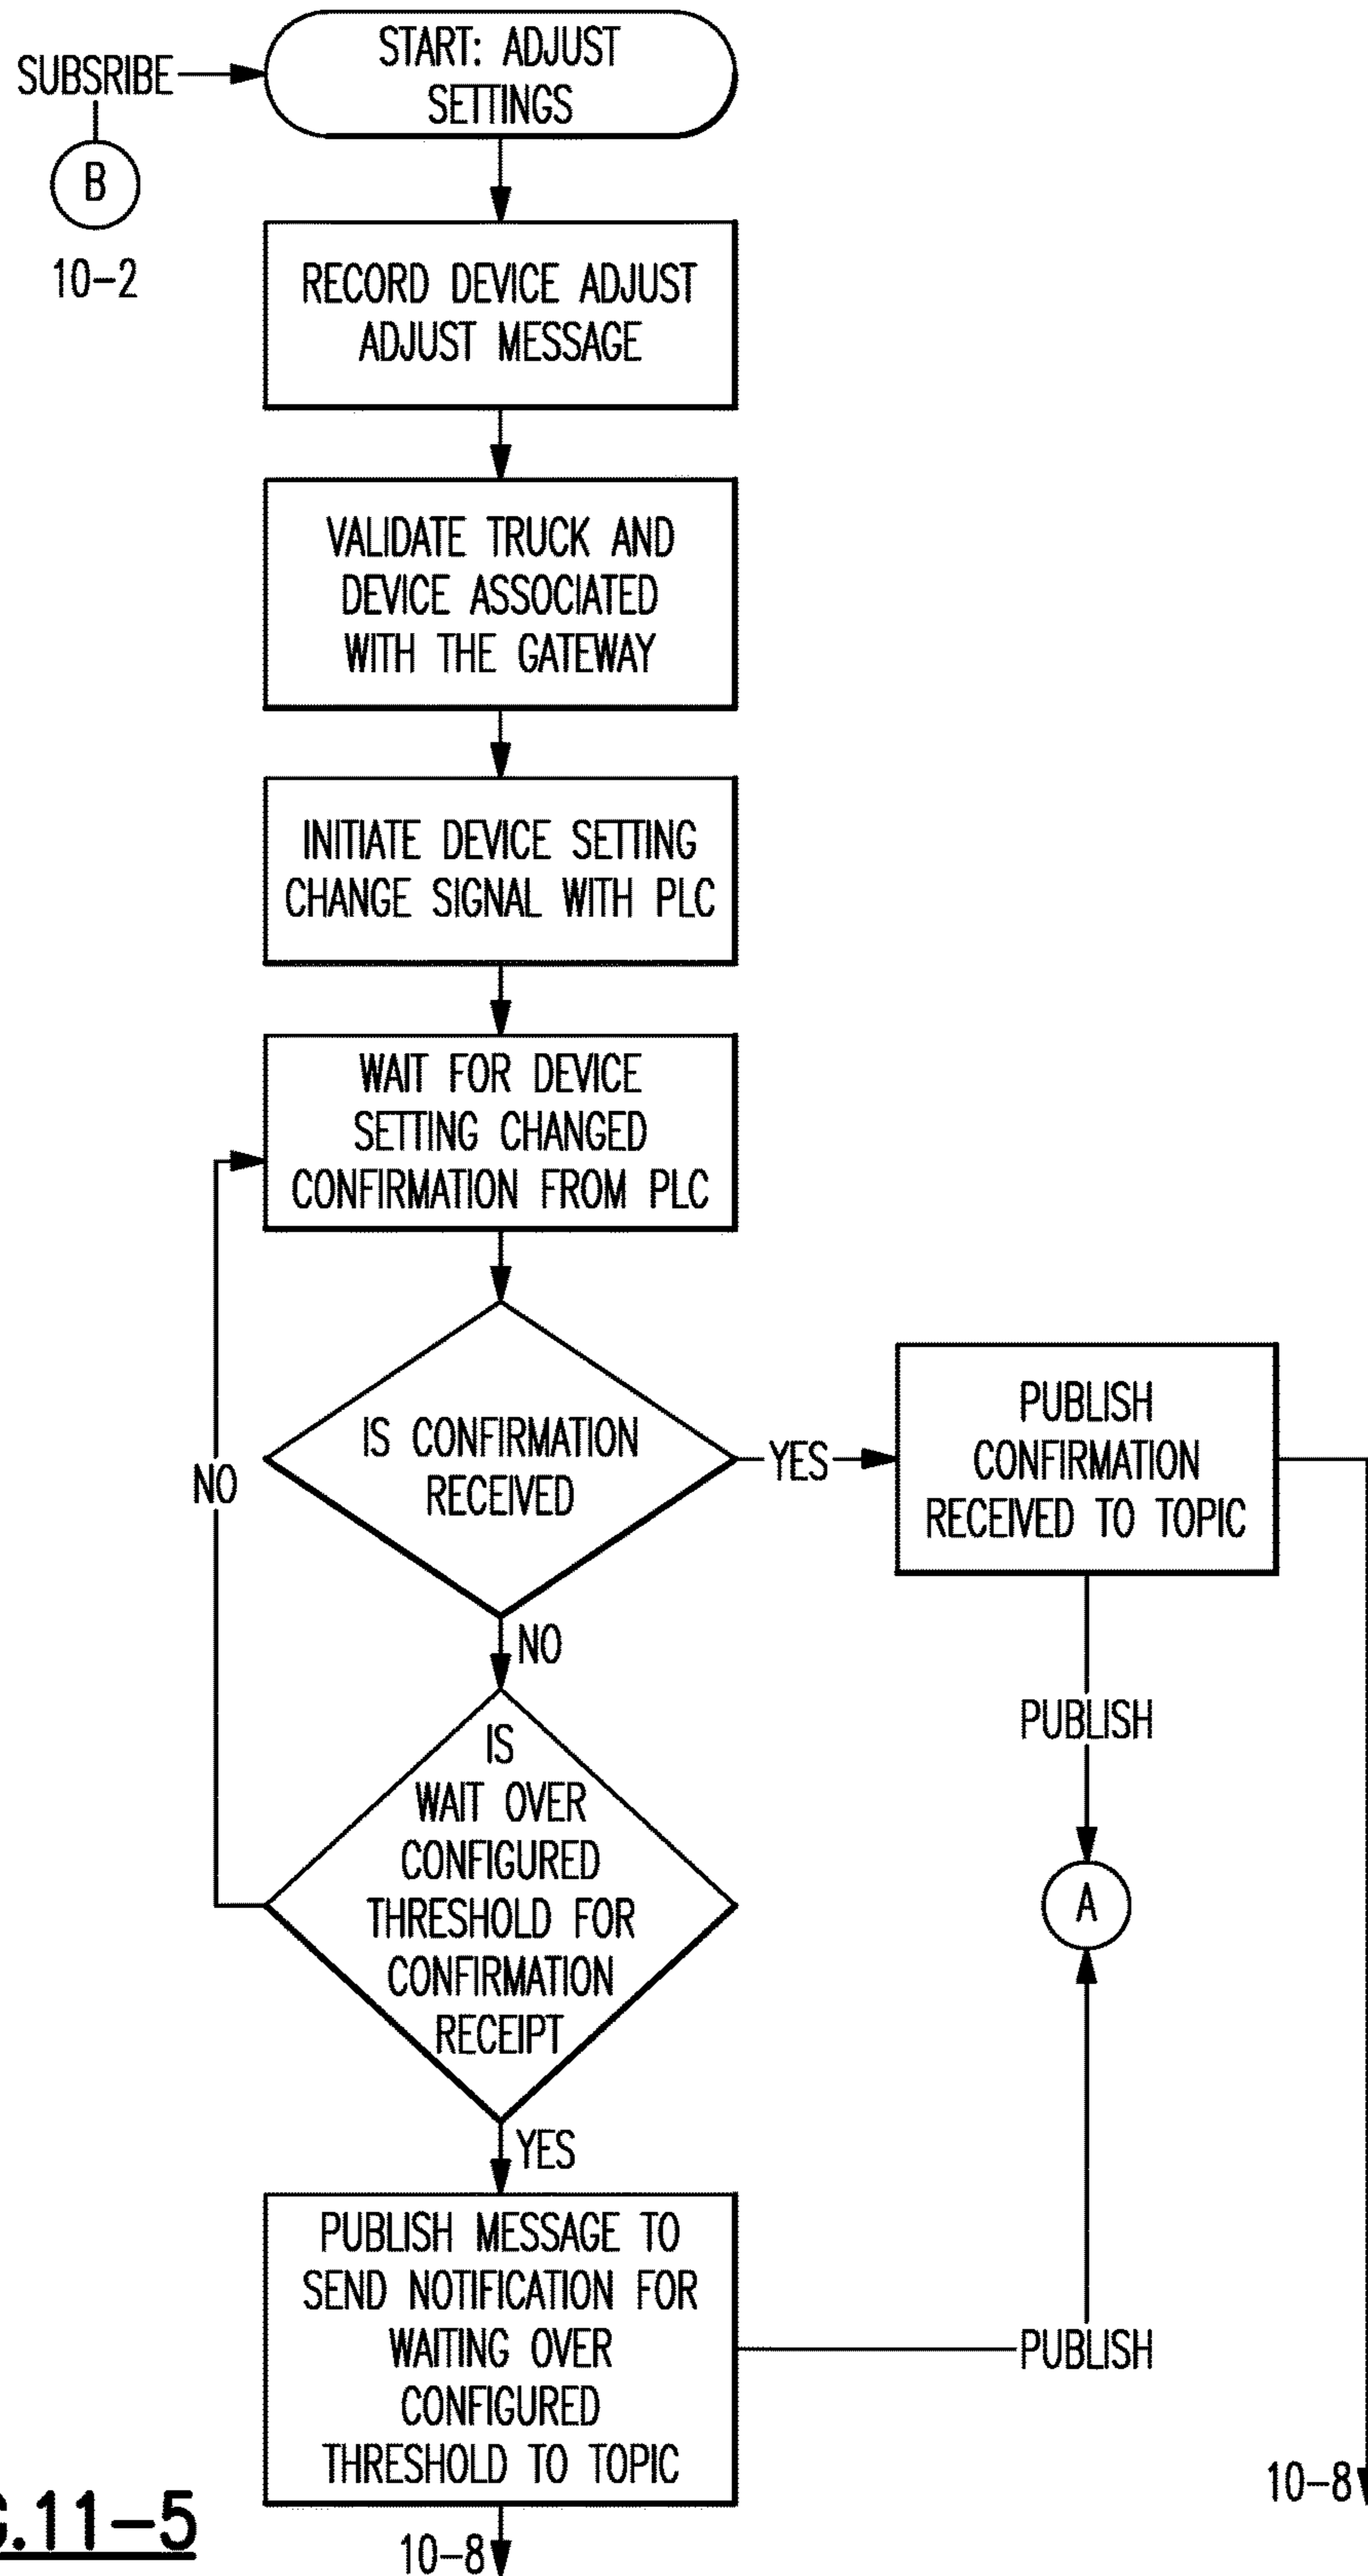 START: ADJUST
SETTINGS
SUBSRIBE
B
10-2
RECORD DEVICE ADJUST
ADJUST MESSAGE
VALIDATE TRUCK AND
DEVICE ASSOCIATED
WITH THE GATEWAY
INITIATE DEVICE SETTING
CHANGE SIGNAL WITH PLC
WAIT FOR DEVICE
SETTING CHANGED
CONFIRMATION FROM PLC
IS CONFIRMATION
RECEIVED
YES
PUBLISH
CONFIRMATION
RECEIVED TO TOPIC
NO
NO
PUBLISH
IS
WAIT OVER
CONFIGURED
THRESHOLD FOR
CONFIRMATION
RECEIPT
A
YES
PUBLISH MESSAGE TO
SEND NOTIFICATION FOR
WAITING OVER
CONFIGURED
THRESHOLD TO TOPIC
PUBLISH
10-8
G.11-5
10-8